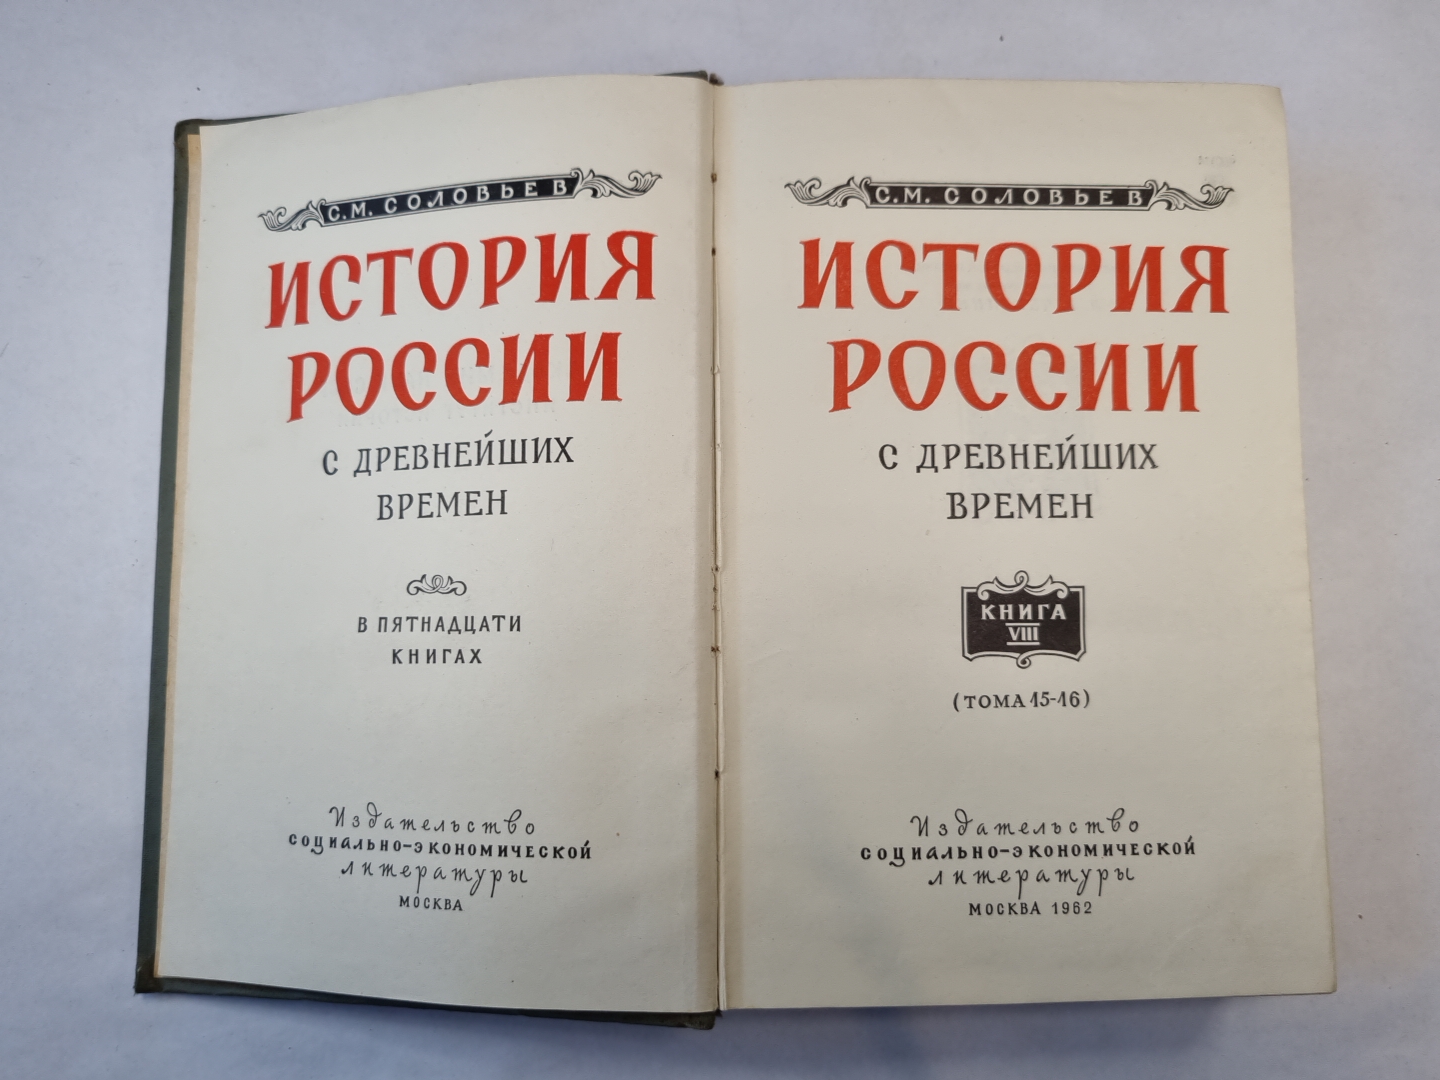 С.М. СОЛОВЬЕВ
ИСТОРИЯ
РОССИИ
С ДРЕВНЕЙШИХ
ВРЕМЕН
В ПЯТНАДЦАТИ
КНИГАХ
Издательство
СОЦИАЛЬНО-ЭКОНОМИЧЕСКОЙ
литературы
МОСКВА
С.М. СОЛОВЬЕВ
ИСТОРИЯ
РОССИИ
С ДРЕВНЕЙШИХ
ВРЕМЕН
КНИГА
VIII
(ТОМА 15-16)
Издательство
СОЦИАЛЬНО-ЭКОНОМИЧЕСКОЙ
литературы
МОСКВА 1962